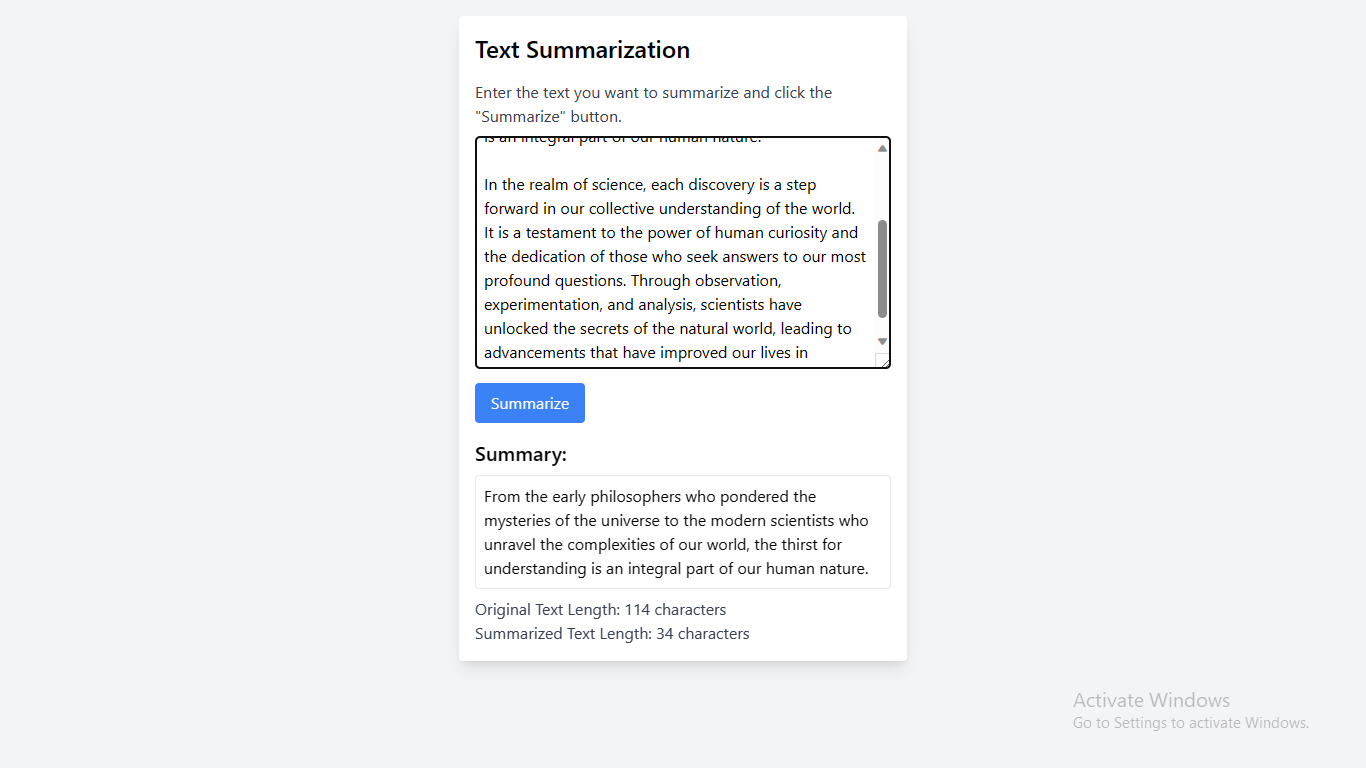 Text Summarization
Enter the text you want to summarize and click the
"Summarize" button.
is an integral part of our human nature.
In the realm of science, each discovery is a step
forward in our collective understanding of the world.
It is a testament to the power of human curiosity and
the dedication of those who seek answers to our most
profound questions. Through observation,
experimentation, and analysis, scientists have
unlocked the secrets of the natural world, leading to
advancements that have improved our lives in
Summarize
Summary:
From the early philosophers who pondered the
mysteries of the universe to the modern scientists who
unravel the complexities of our world, the thirst for
understanding is an integral part of our human nature.
Original Text Length: 114 characters
Summarized Text Length: 34 characters
Activate Windows
Go to Settings to activate Windows.